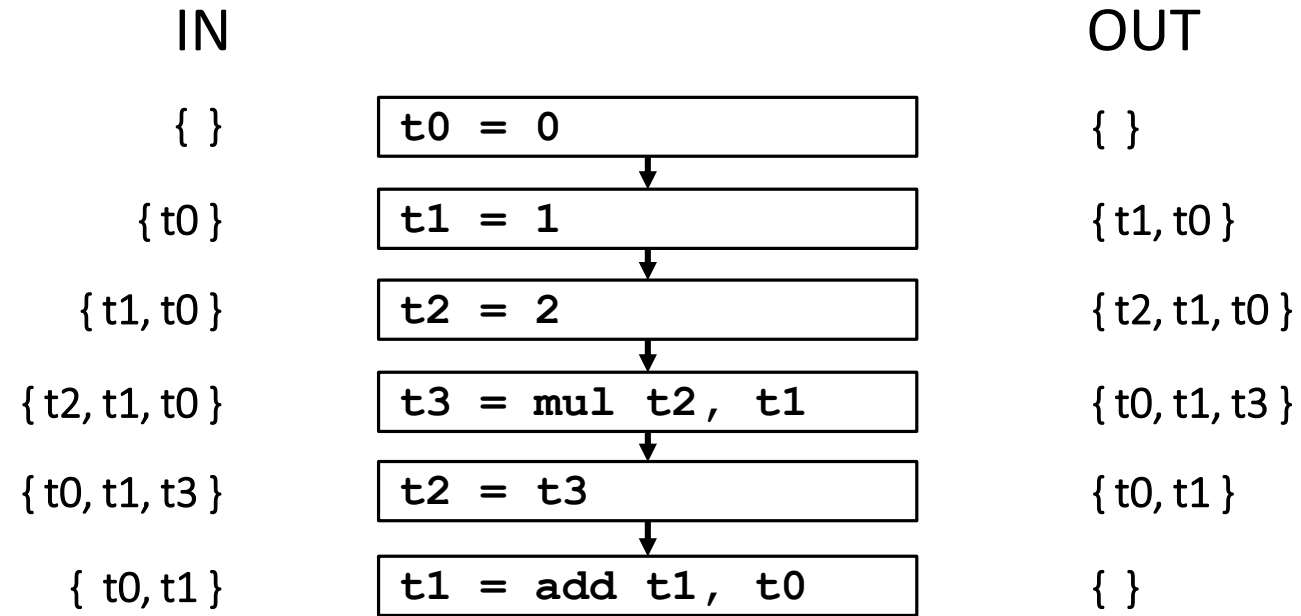 IN OUT
{ } t0 = 0 { }
{ t0 } t1 = 1 { t1, t0 }
{ t1, t0 } t2 = 2 { t2, t1, t0 }
{ t2, t1, t0 } t3 = mul t2, t1 { t0, t1, t3 }
{ t0, t1, t3 } t2 = t3 { t0, t1 }
{ t0, t1 } t1 = add t1, t0 { }